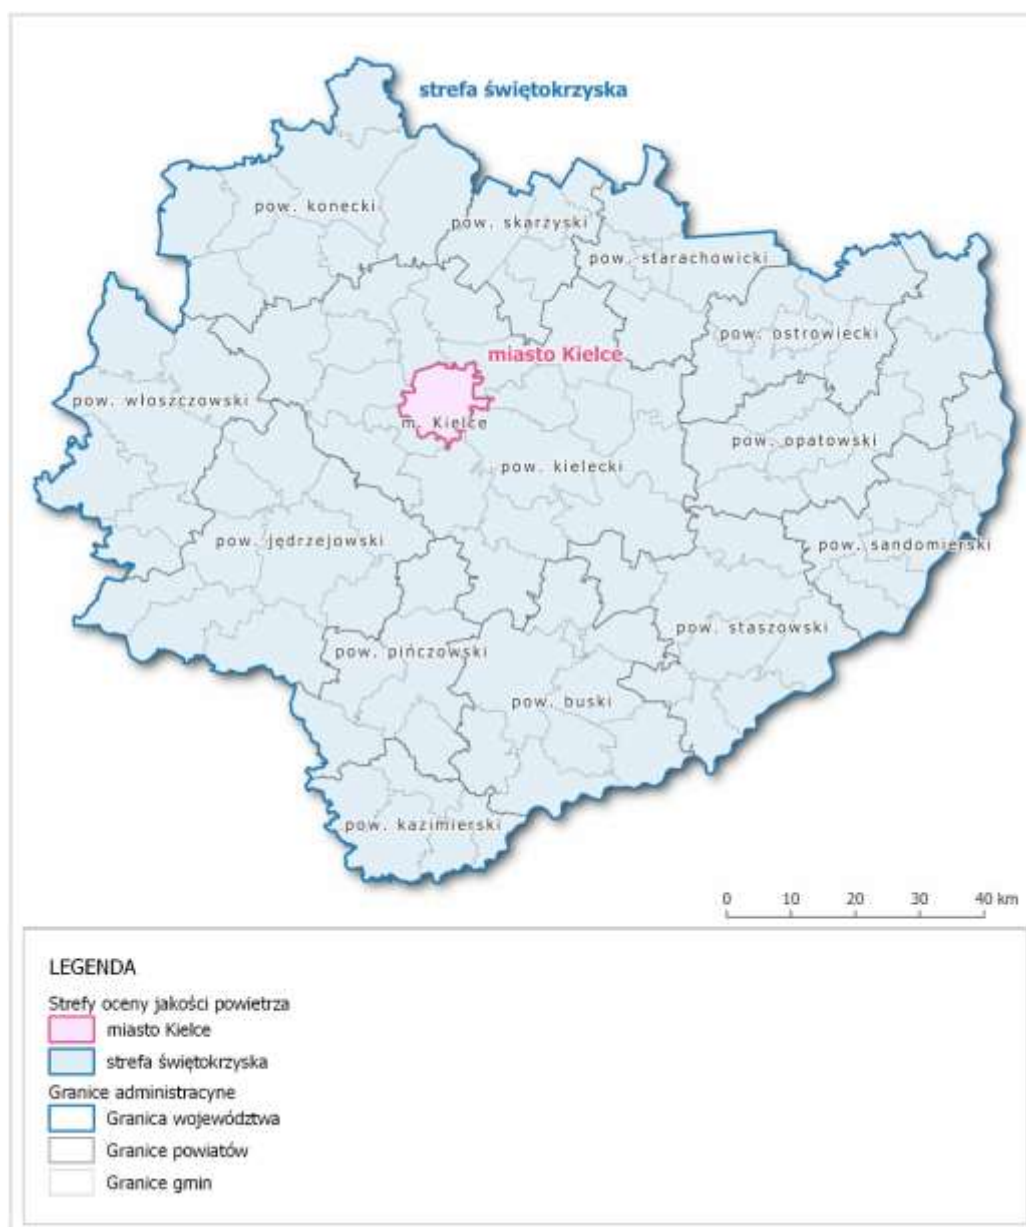 strefa świętokrzyska
pow. konecki
pow. skarżyski
pow. starachowicki
pow. ostrowiecki
miasto Kielce
pow. włoszczowski
m. Kielce
pow. opatowski
pow. kielecki
pow. jędrzejowski
pow. sandomierski
pow. staszowski
pow. pińczowski
pow. buski
pow. kazimierski
0 10 20 30 40 km
LEGENDA
Strefy oceny jakości powietrza
miasto Kielce
strefa świętokrzyska
Granice administracyne
Granica województwa
Granice powiatów
Granice gmin